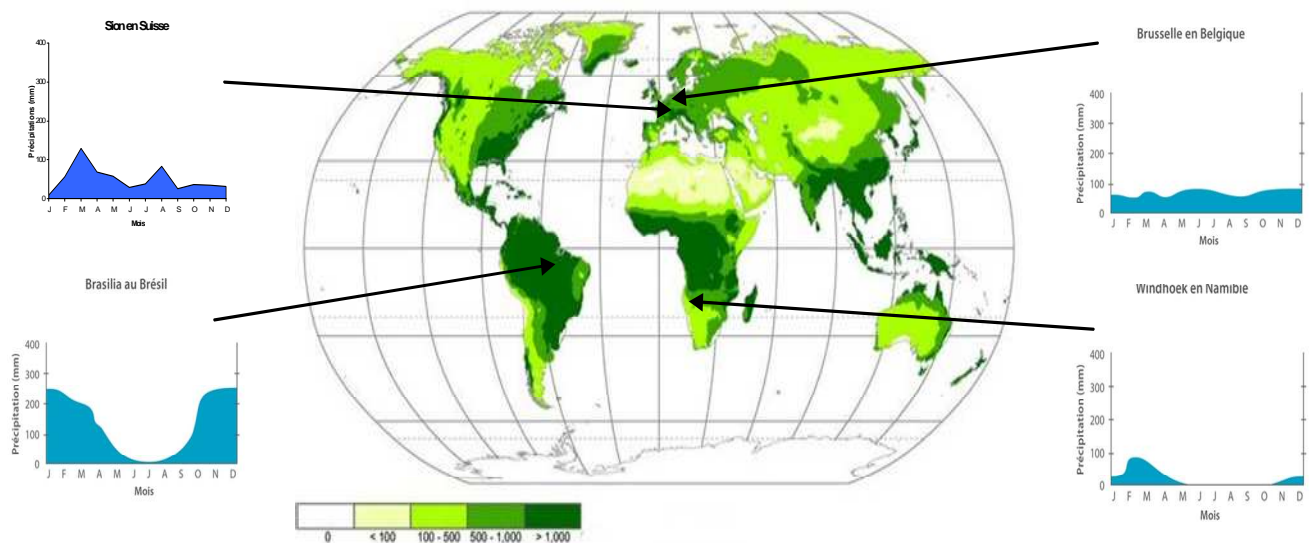 Sion en Suisse
400
300
200
100
0
Précipitations (mm)
J F M A M J J A S O N D
Mois
Brusselle en Belgique
400
300
200
100
0
Précipitation (mm)
J F M A M J J A S O N D
Mois
Brasilia au Brésil
400
300
200
100
0
Précipitation (mm)
J F M A M J J A S O N D
Mois
Windhoek en Namibie
400
300
200
100
0
Précipitation (mm)
J F M A M J J A S O N D
Mois
0 < 100 100 - 500 500 - 1,000 > 1,000